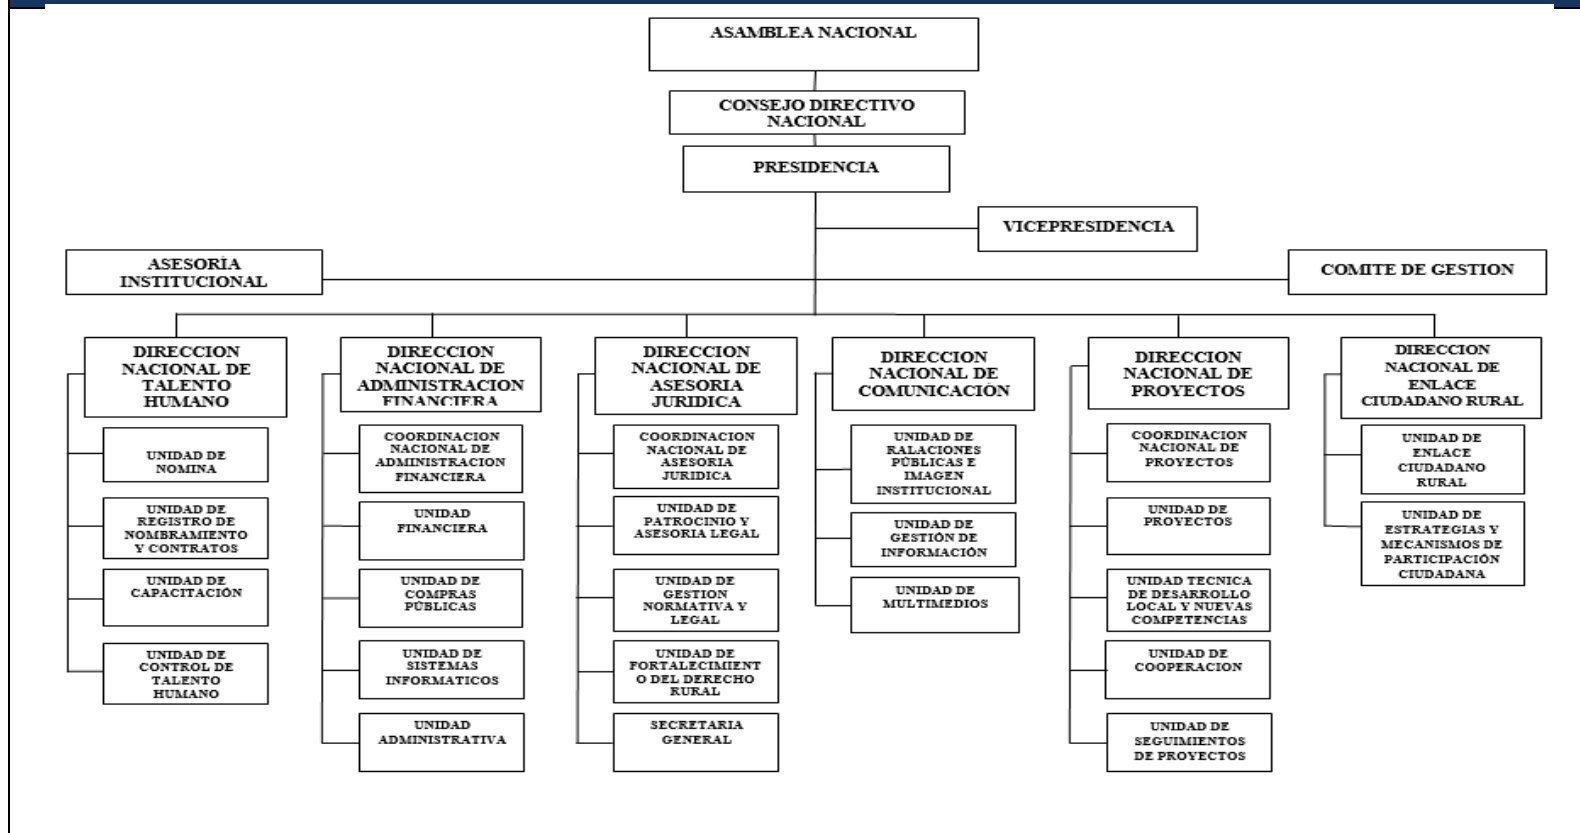 ASAMBLEA NACIONAL
CONSEJO DIRECTIVO
NACIONAL
PRESIDENCIA
VICEPRESIDENCIA
ASESORÍA
INSTITUCIONAL
COMITE DE GESTION
DIRECCION
NACIONAL DE
TALENTO
HUMANO
UNIDAD DE
NOMINA
UNIDAD DE
REGISTRO DE
NOMBRAMIENTO
Y CONTRATOS
UNIDAD DE
CAPACITACIÓN
UNIDAD DE
CONTROL DE
TALENTO
HUMANO
DIRECCION
NACIONAL DE
ADMINISTRACION
FINANCIERA
COORDINACION
NACIONAL DE
ADMINISTRACION
FINANCIERA
UNIDAD
FINANCIERA
UNIDAD DE
COMPRAS
PÚBLICAS
UNIDAD DE
SISTEMAS
INFORMATICOS
UNIDAD
ADMINISTRATIVA
DIRECCION
NACIONAL DE
ASESORIA
JURIDICA
COORDINACION
NACIONAL DE
ASESORIA
JURIDICA
UNIDAD DE
PATROCINIO Y
ASESORIA LEGAL
UNIDAD DE
GESTION
NORMATIVA Y
LEGAL
UNIDAD DE
FORTALECIMIENT
O DEL DERECHO
RURAL
SECRETARIA
GENERAL
DIRECCION
NACIONAL DE
COMUNICACIÓN
UNIDAD DE
RALACIONES
PÚBLICAS E
IMAGEN
INSTITUCIONAL
UNIDAD DE
GESTIÓN DE
INFORMACIÓN
UNIDAD DE
MULTIMEDIOS
DIRECCION
NACIONAL DE
PROYECTOS
COORDINACION
NACIONAL DE
PROYECTOS
UNIDAD DE
PROYECTOS
UNIDAD TECNICA
DE DESARROLLO
LOCAL Y NUEVAS
COMPETENCIAS
UNIDAD DE
COOPERACION
UNIDAD DE
SEGUIMIENTOS
DE PROYECTOS
DIRECCION
NACIONAL DE
ENLACE
CIUDADANO RURAL
UNIDAD DE
ENLACE
CIUDADANO
RURAL
UNIDAD DE
ESTRATEGIAS Y
MECANISMOS DE
PARTICIPACIÓN
CIUDADANA